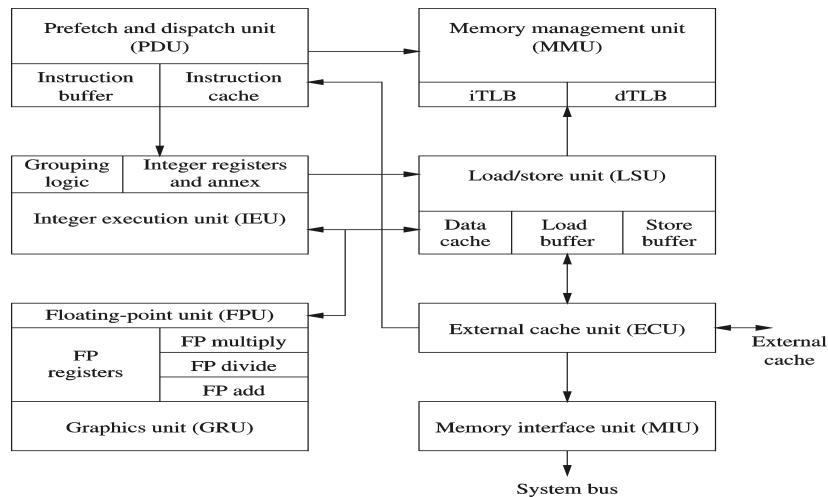 Prefetch and dispatch unit
(PDU)
Instruction
buffer
Instruction
cache
Memory management unit
(MMU)
iTLB
dTLB
Grouping
logic
Integer registers
and annex
Integer execution unit (IEU)
Load/store unit (LSU)
Data
cache
Load
buffer
Store
buffer
Floating-point unit (FPU)
FP
registers
FP multiply
FP divide
FP add
Graphics unit (GRU)
External cache unit (ECU)
External
cache
Memory interface unit (MIU)
System bus